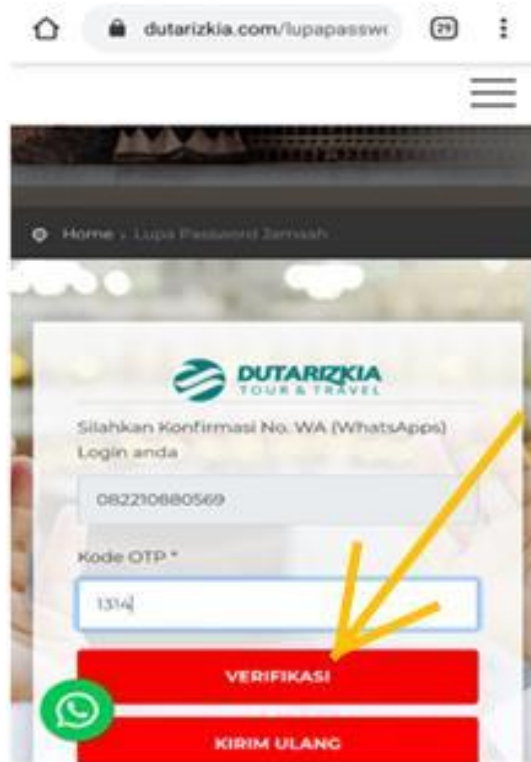 dutarizkia.com/lupapassw
29
Home › Lupa Password Jamaah
DUTARIZKIA
TOUR & TRAVEL
Silahkan Konfirmasi No. WA (WhatsApps)
Login anda
082210880569
Kode OTP *
1314
VERIFIKASI
KIRIM ULANG